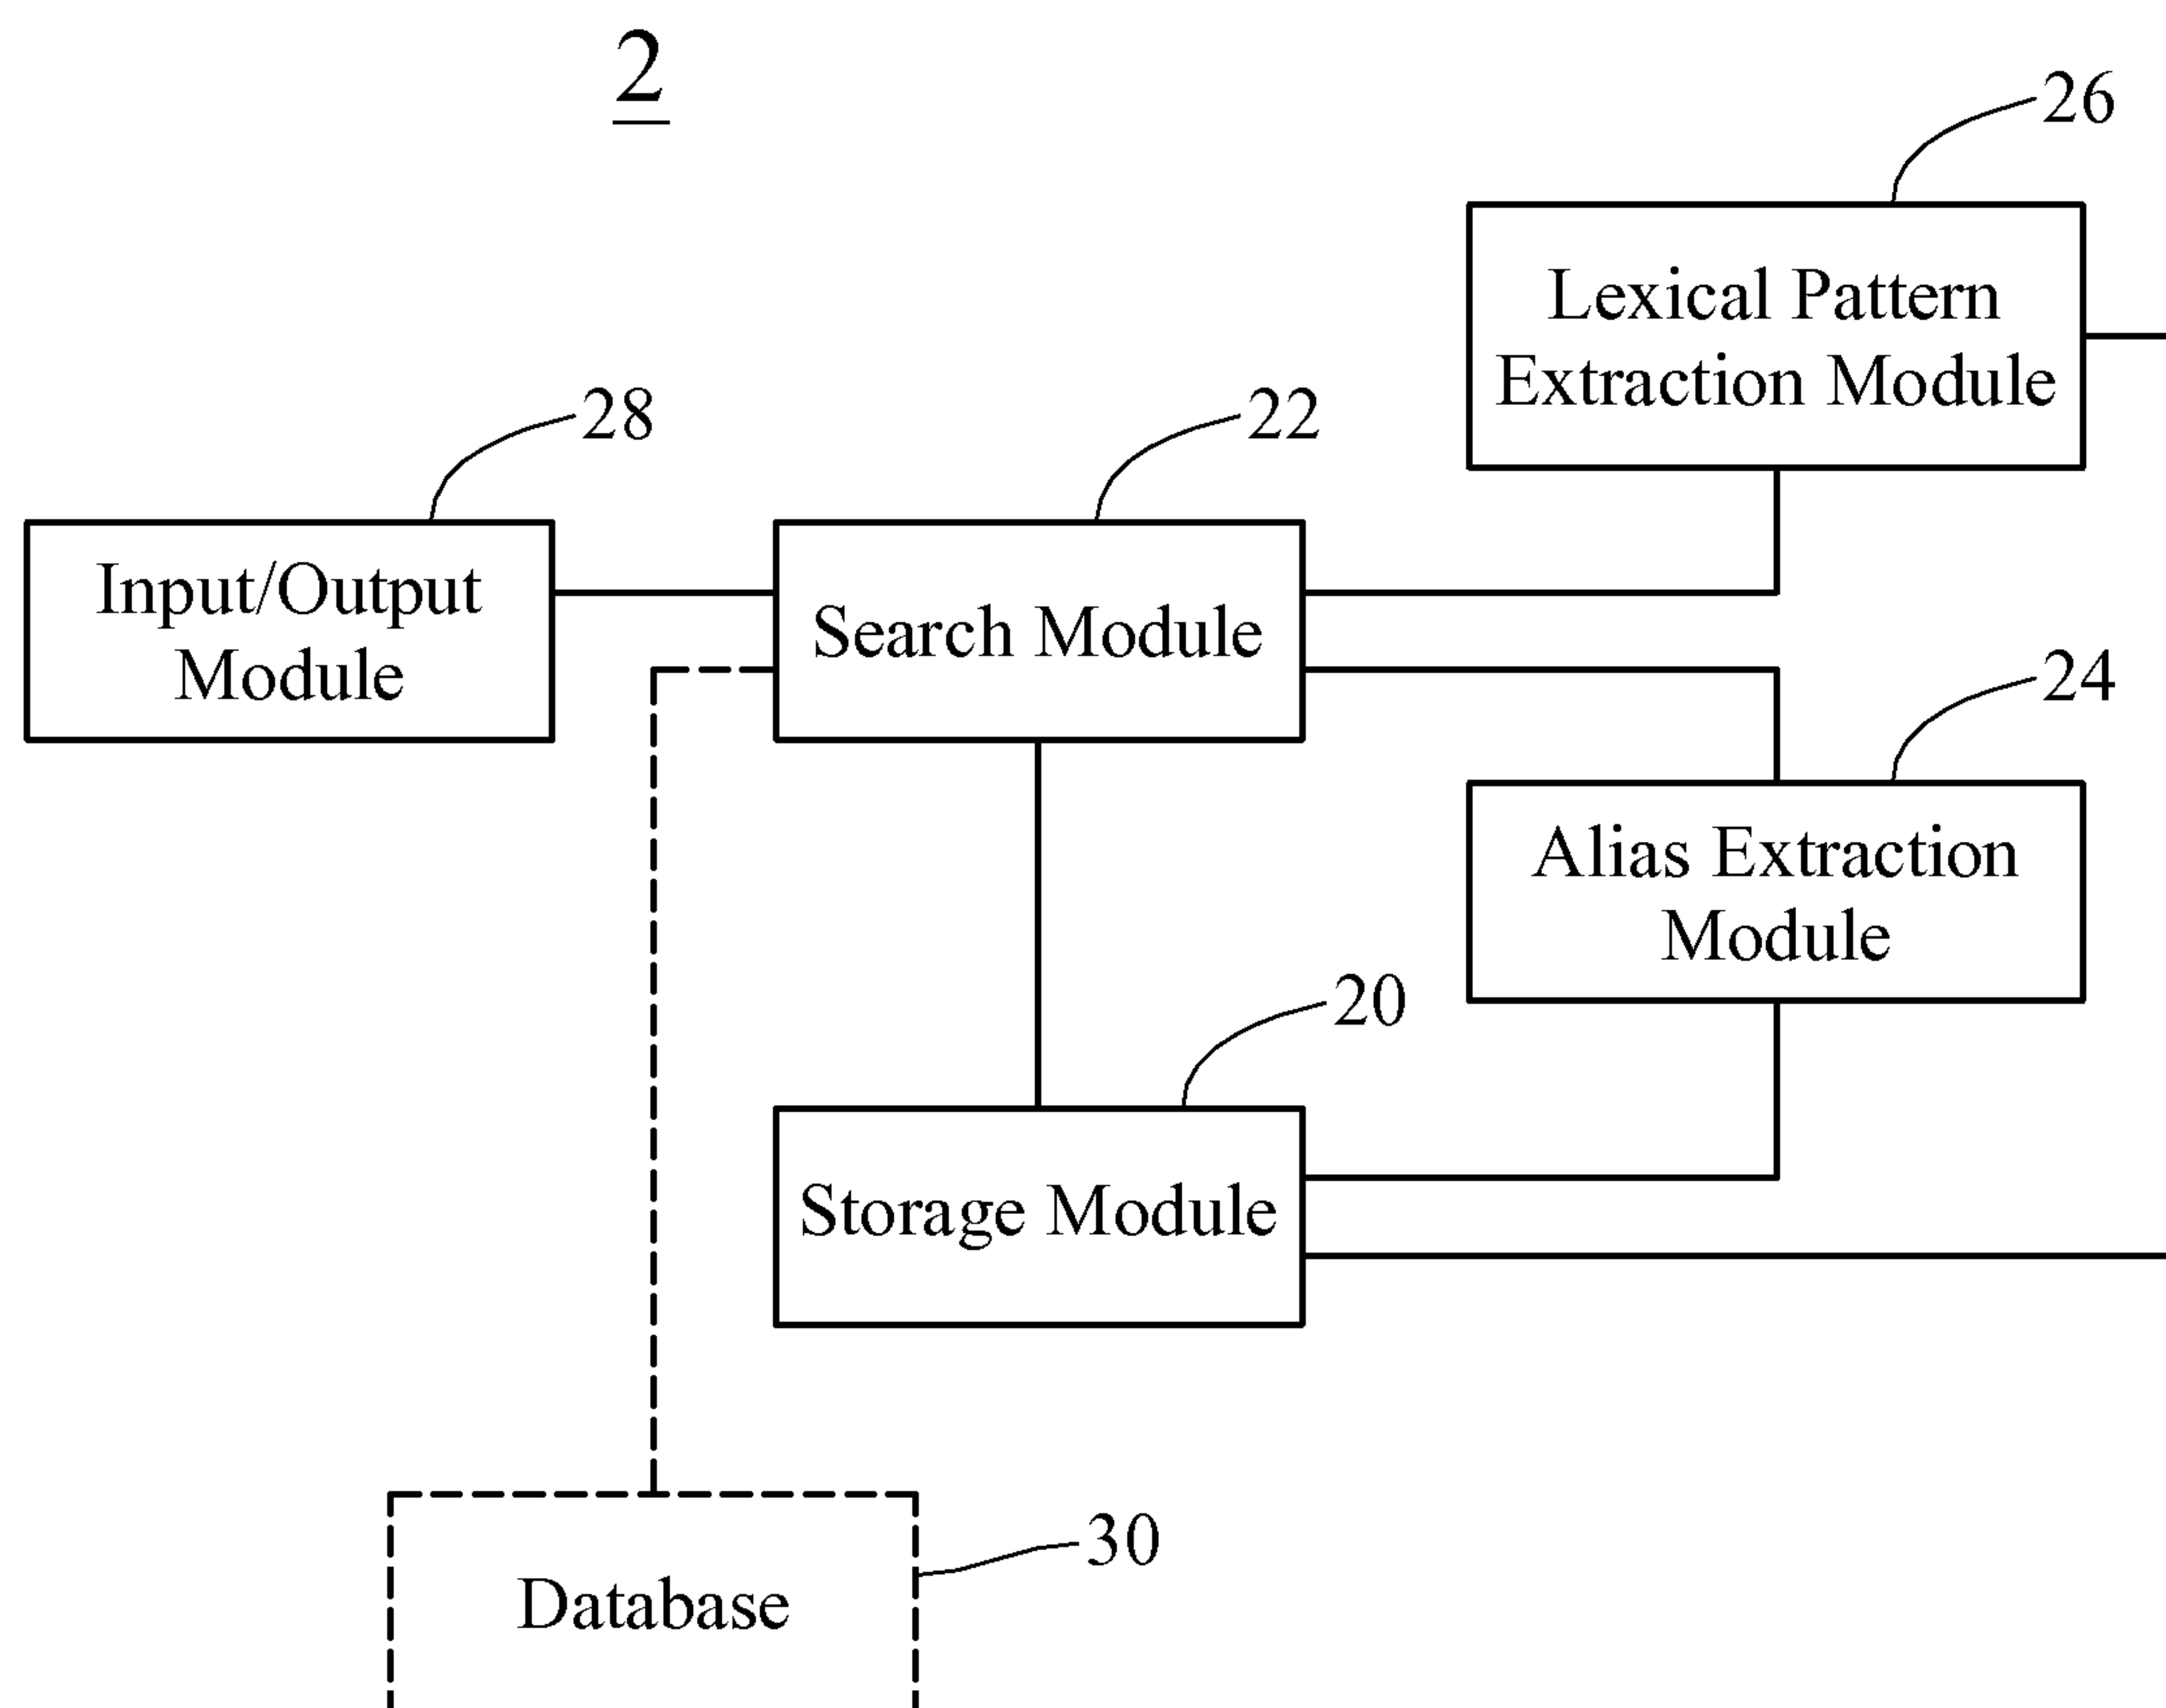 2
26
Lexical Pattern
Extraction Module
28
22
Input/Output
Module
Search Module
24
Alias Extraction
Module
20
Storage Module
30
Database